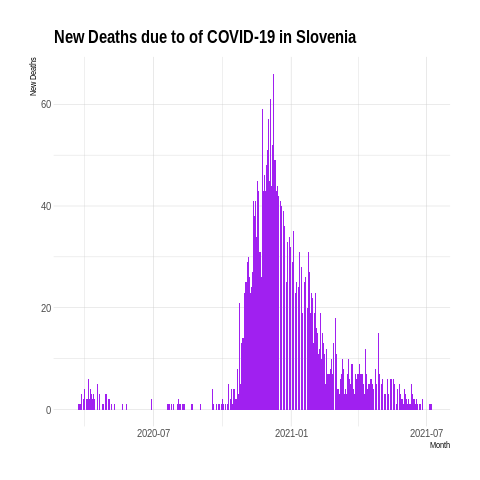 New Deaths due to of COVID-19 in Slovenia
New Deaths
60
40
20
0
2020-07
2021-01
2021-07
Month